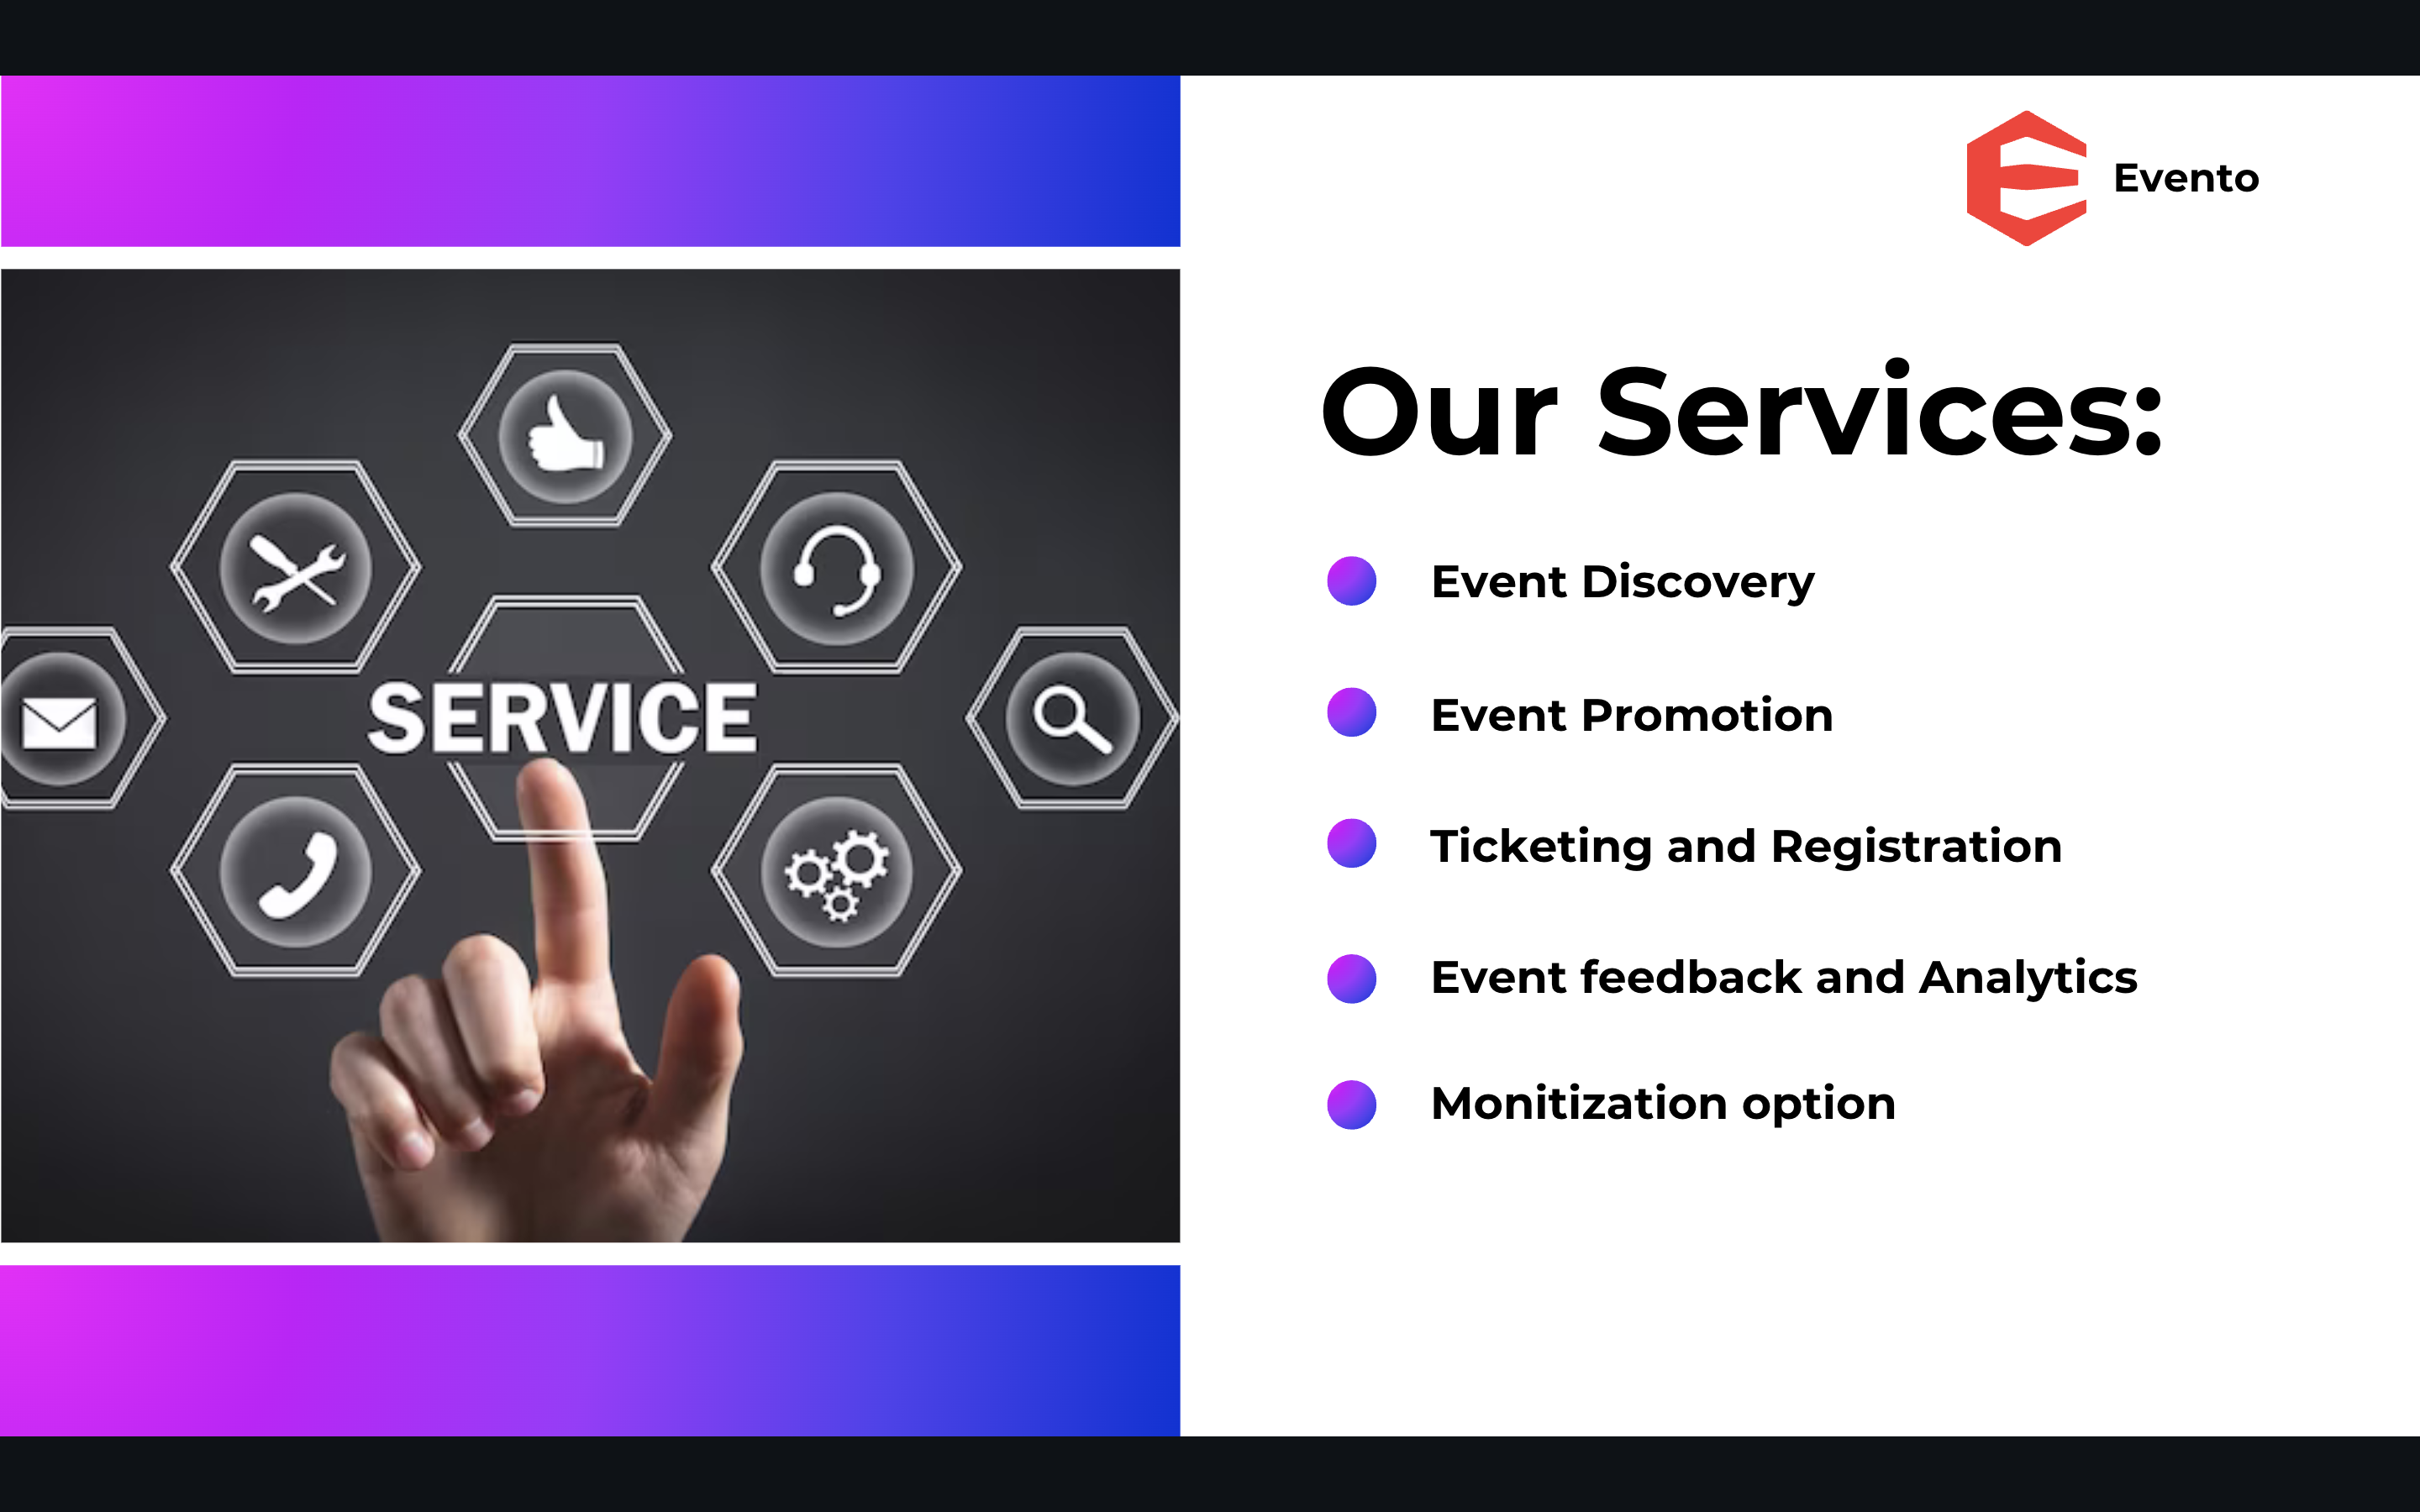 Evento
Our Services:
SERVICE
Event Discovery
Event Promotion
Ticketing and Registration
Event feedback and Analytics
Monitization option